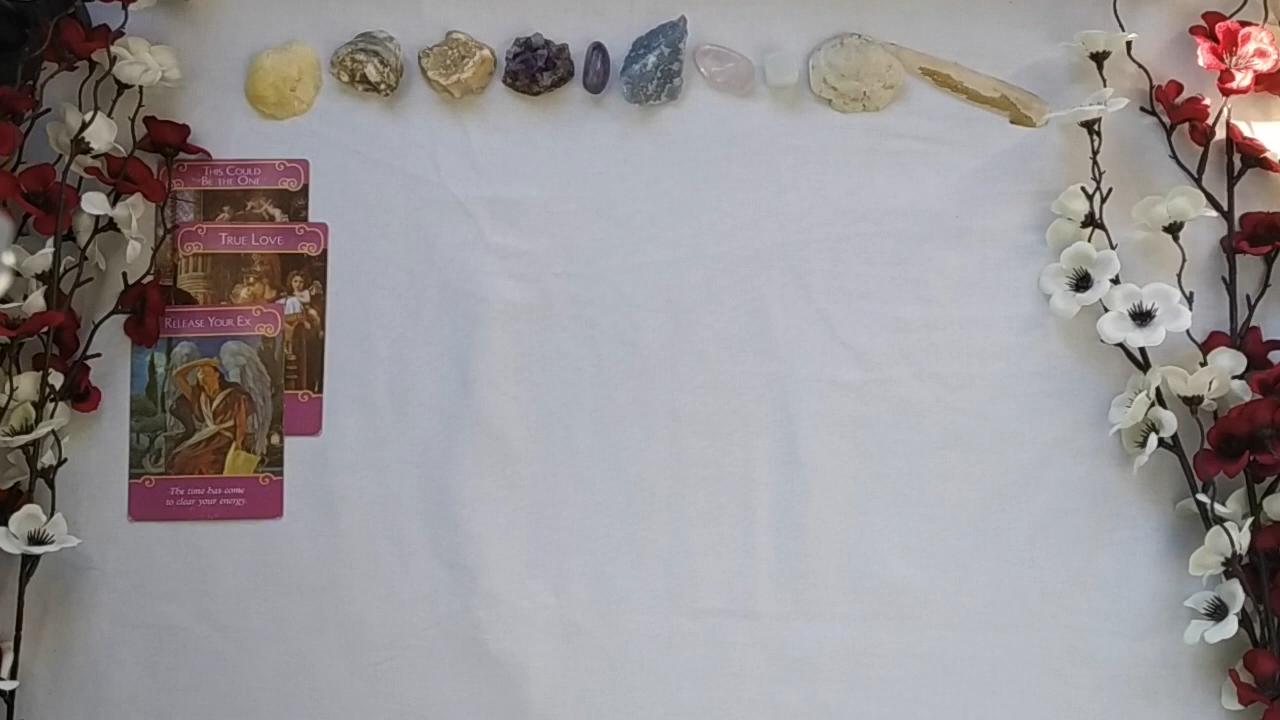 This Could
Be the One
True Love
Release Your Ex
The time has come
to clear your energy.